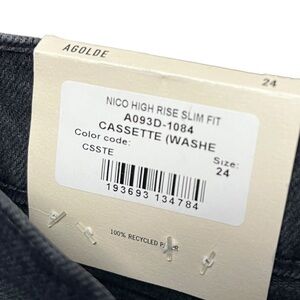 AGOLDE
24
NICO HIGH RISE SLIM FIT
A093D-1084
CASSETTE (WASHE
Color code:
Size:
CSSTE
24
193693 134784
100% RECYCLED